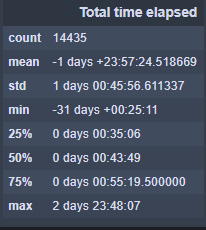 Total time elapsed
count 14435
mean -1 days +23:57:24.518669
std 1 days 00:45:56.611337
min -31 days +00:25:11
25% 0 days 00:35:06
50% 0 days 00:43:49
75% 0 days 00:55:19.500000
max 2 days 23:48:07